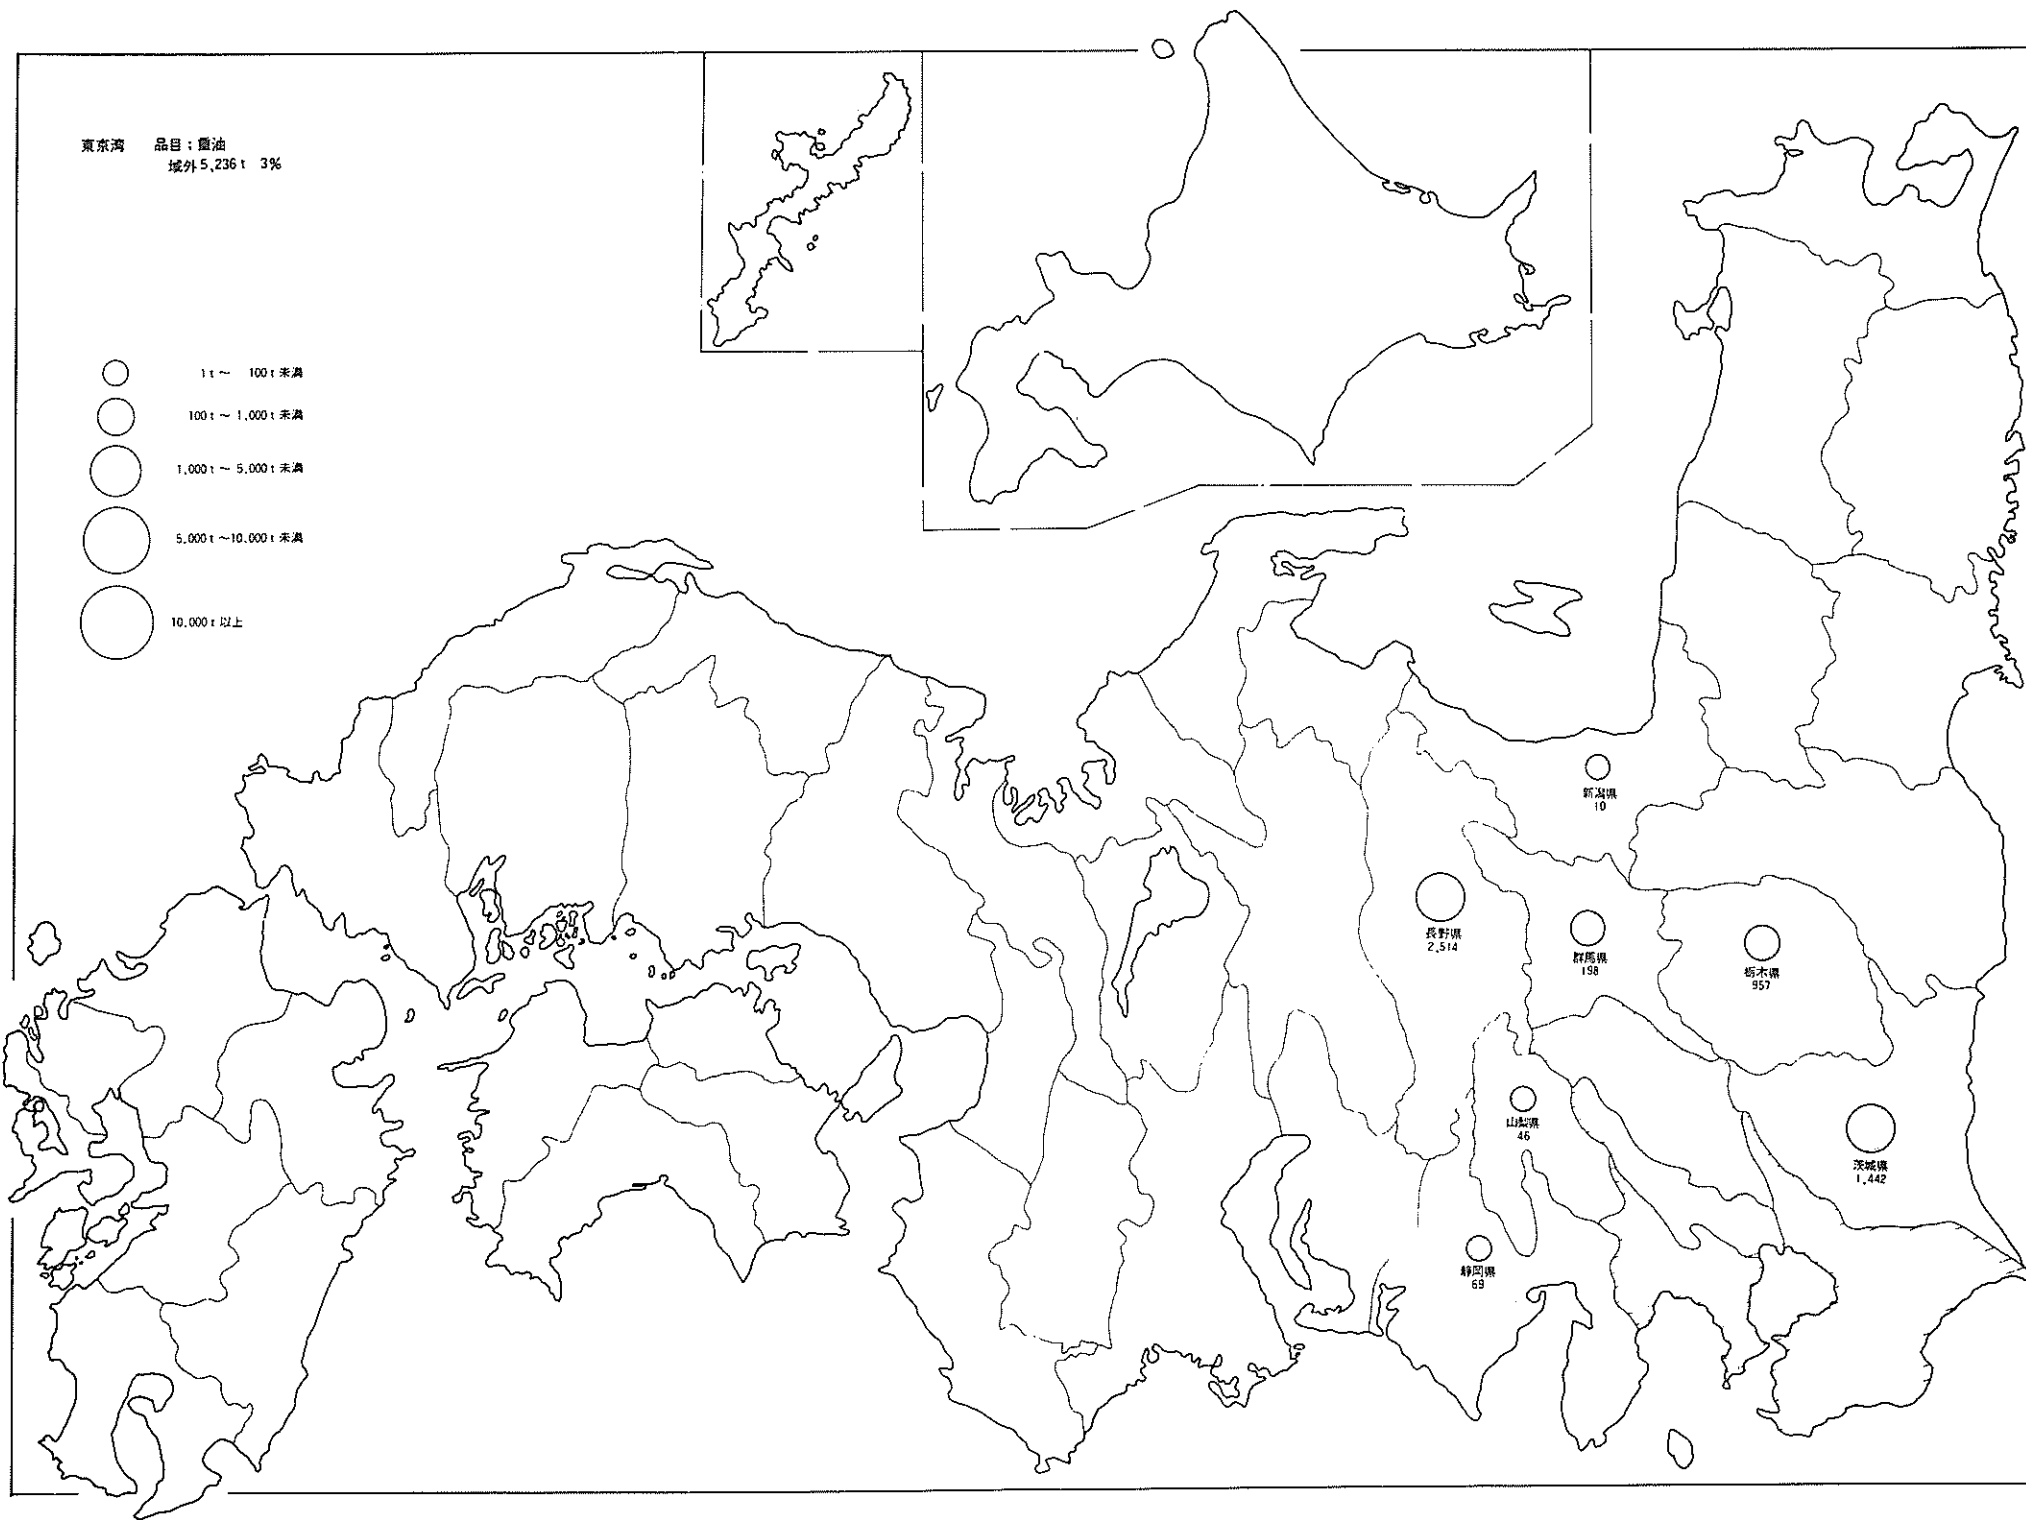 東京湾 品目：重油
域外5,236t 3%
1t～ 100t未満
100t～1,000t未満
1,000t～5,000t未満
5,000t～10,000t未満
10,000t以上
新潟県
10
長野県
2,514
群馬県
198
栃木県
957
山梨県
46
茨城県
1,442
静岡県
69